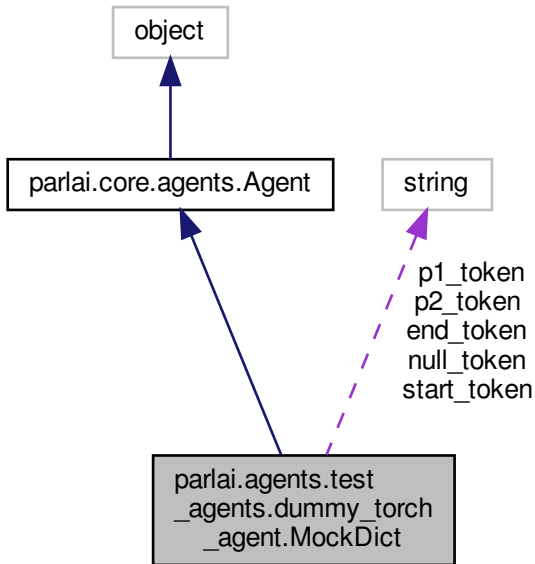 object
parlai.core.agents.Agent
string
p1_token
p2_token
end_token
null_token
start_token
parlai.agents.test
_agents.dummy_torch
_agent.MockDict